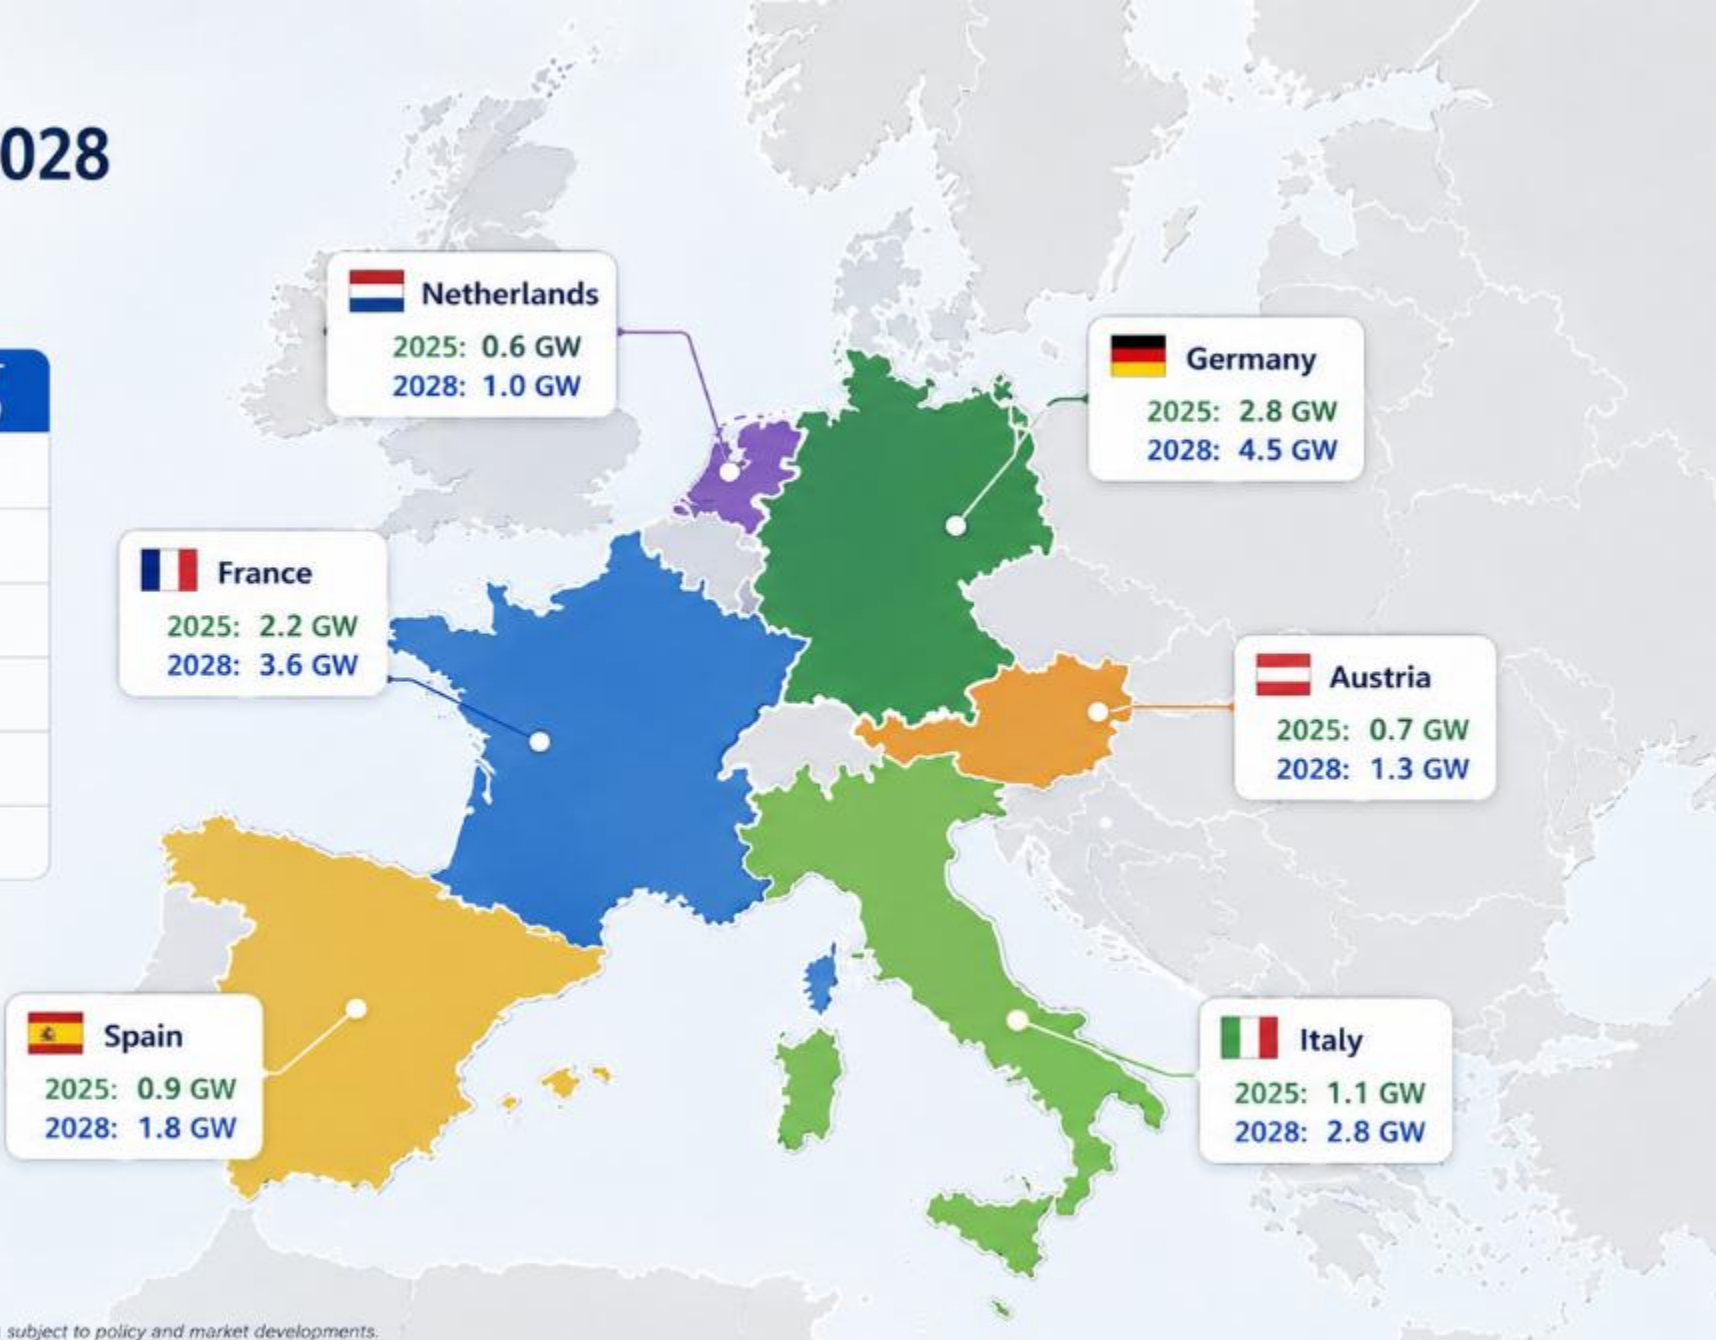 028
Netherlands
2025: 0.6 GW
2028: 1.0 GW
Germany
2025: 2.8 GW
2028: 4.5 GW
France
2025: 2.2 GW
2028: 3.6 GW
Austria
2025: 0.7 GW
2028: 1.3 GW
Spain
2025: 0.9 GW
2028: 1.8 GW
Italy
2025: 1.1 GW
2028: 2.8 GW
subject to policy and market developments.